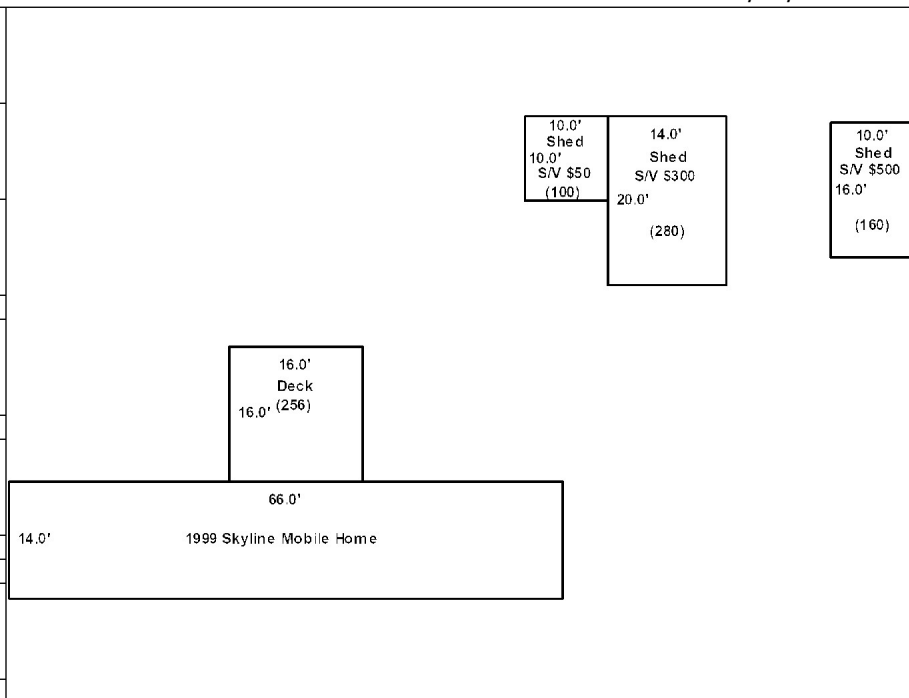 10.0'
Shed
10.0'
S/V $50
(100)
14.0'
Shed
S/V $300
20.0'
(280)
10.0'
Shed
S/V $500
16.0'
(160)
16.0'
Deck
16.0' (256)
66.0'
14.0' 1999 Skyline Mobile Home